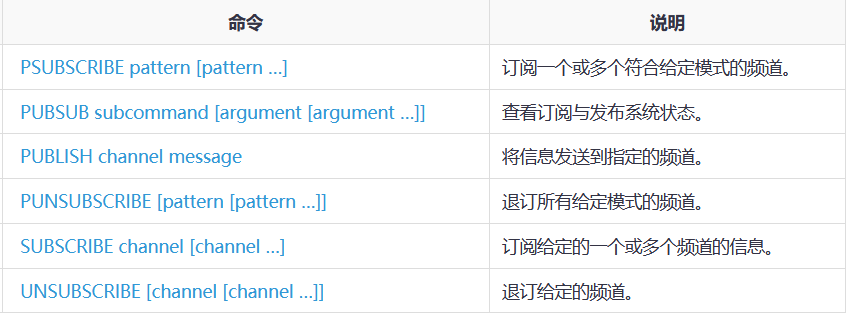 命令 说明
PSUBSCRIBE pattern [pattern ...] 订阅一个或多个符合给定模式的频道。
PUBSUB subcommand [argument [argument ...]] 查看订阅与发布系统状态。
PUBLISH channel message 将信息发送到指定的频道。
PUNSUBSCRIBE [pattern [pattern ...]] 退订所有给定模式的频道。
SUBSCRIBE channel [channel ...] 订阅给定的一个或多个频道的信息。
UNSUBSCRIBE [channel [channel ...]] 退订给定的频道。